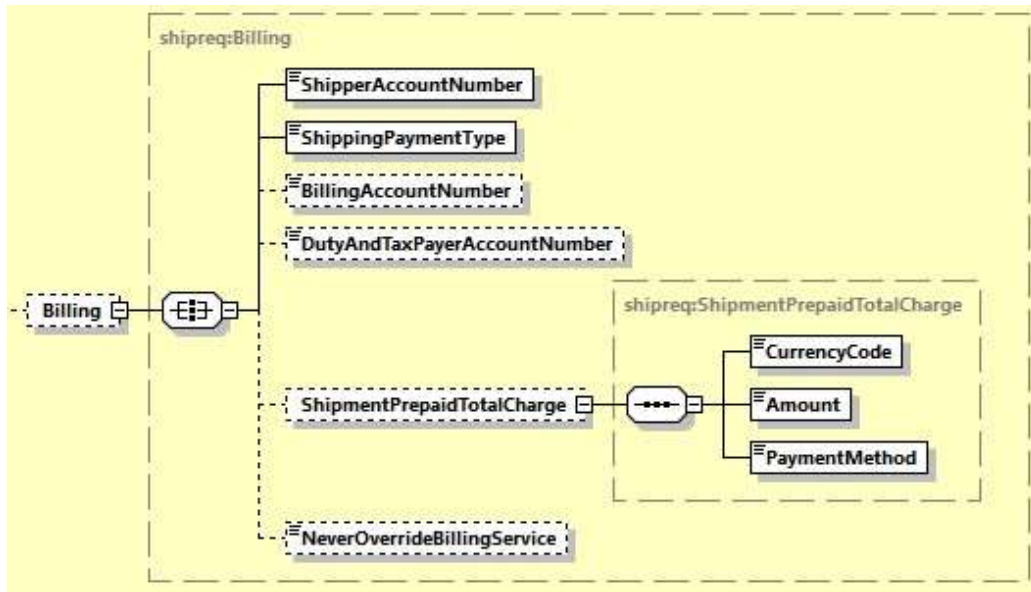 shipreq:Billing
ShipperAccountNumber
ShippingPaymentType
BillingAccountNumber
DutyAndTaxPayerAccountNumber
Billing
shipreq:ShipmentPrepaidTotalCharge
CurrencyCode
ShipmentPrepaidTotalCharge
Amount
PaymentMethod
NeverOverrideBillingService